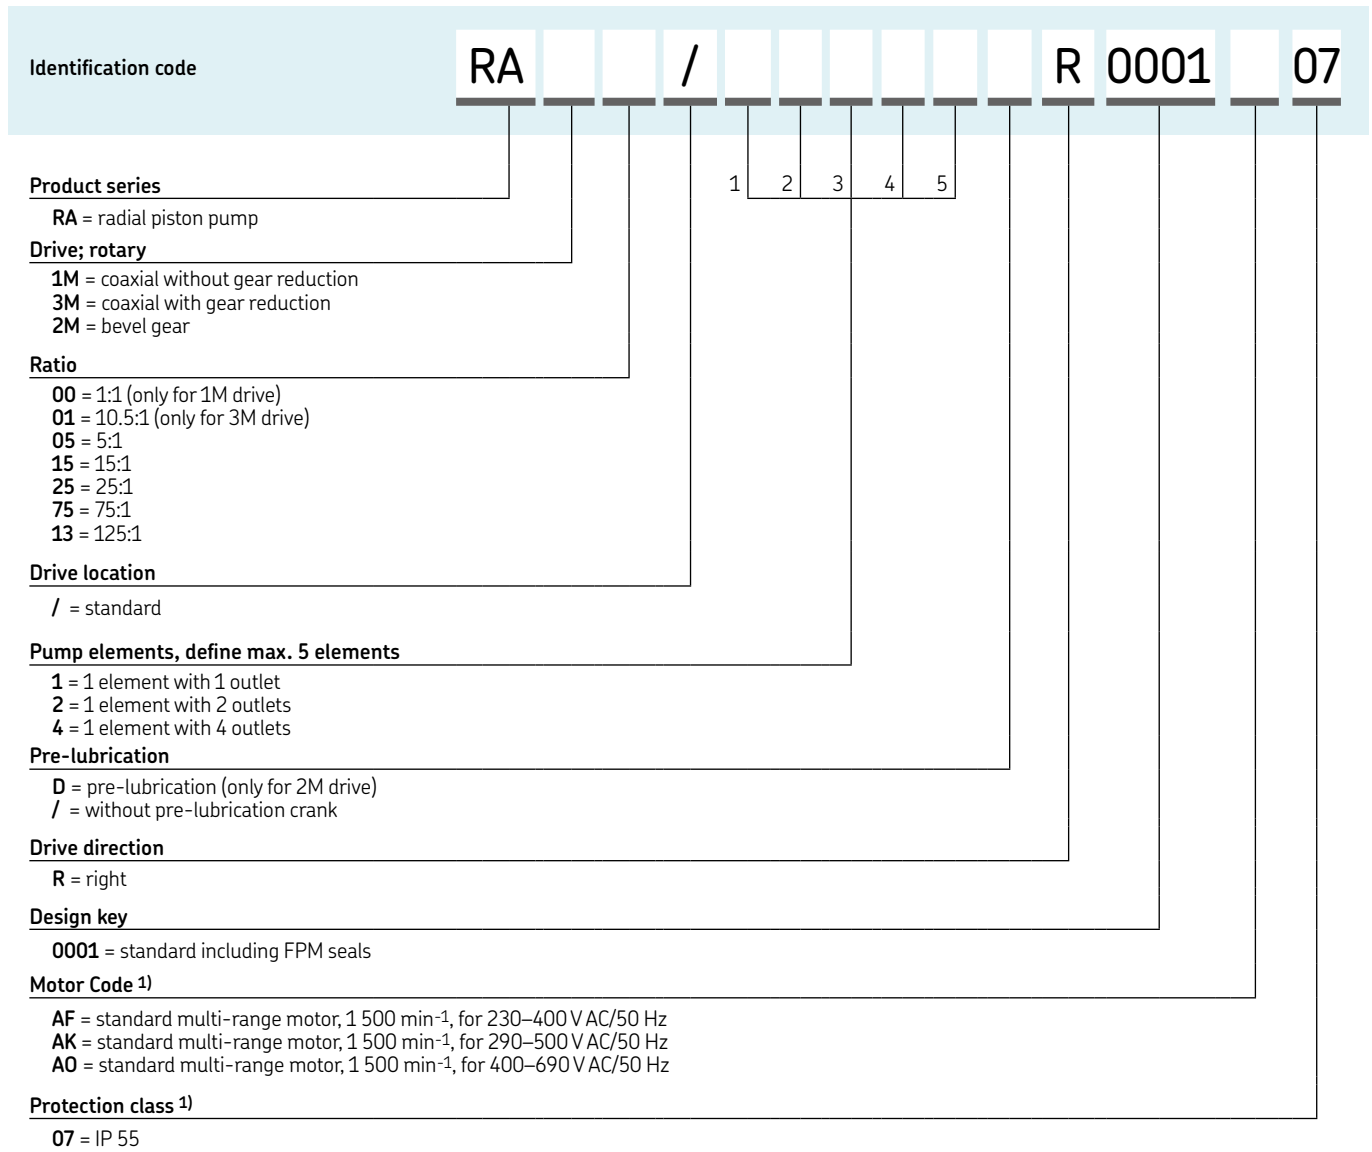 Identification code RA / R 0001 07
1 2 3 4 5
Product series
RA = radial piston pump
Drive; rotary
1M = coaxial without gear reduction
3M = coaxial with gear reduction
2M = bevel gear
Ratio
00 = 1:1 (only for 1M drive)
01 = 10.5:1 (only for 3M drive)
05 = 5:1
15 = 15:1
25 = 25:1
75 = 75:1
13 = 125:1
Drive location
/ = standard
Pump elements, define max. 5 elements
1 = 1 element with 1 outlet
2 = 1 element with 2 outlets
4 = 1 element with 4 outlets
Pre-lubrication
D = pre-lubrication (only for 2M drive)
/ = without pre-lubrication crank
Drive direction
R = right
Design key
0001 = standard including FPM seals
Motor Code 1)
AF = standard multi-range motor, 1 500 min-1, for 230–400 V AC/50 Hz
AK = standard multi-range motor, 1 500 min-1, for 290–500 V AC/50 Hz
AO = standard multi-range motor, 1 500 min-1, for 400–690 V AC/50 Hz
Protection class 1)
07 = IP 55